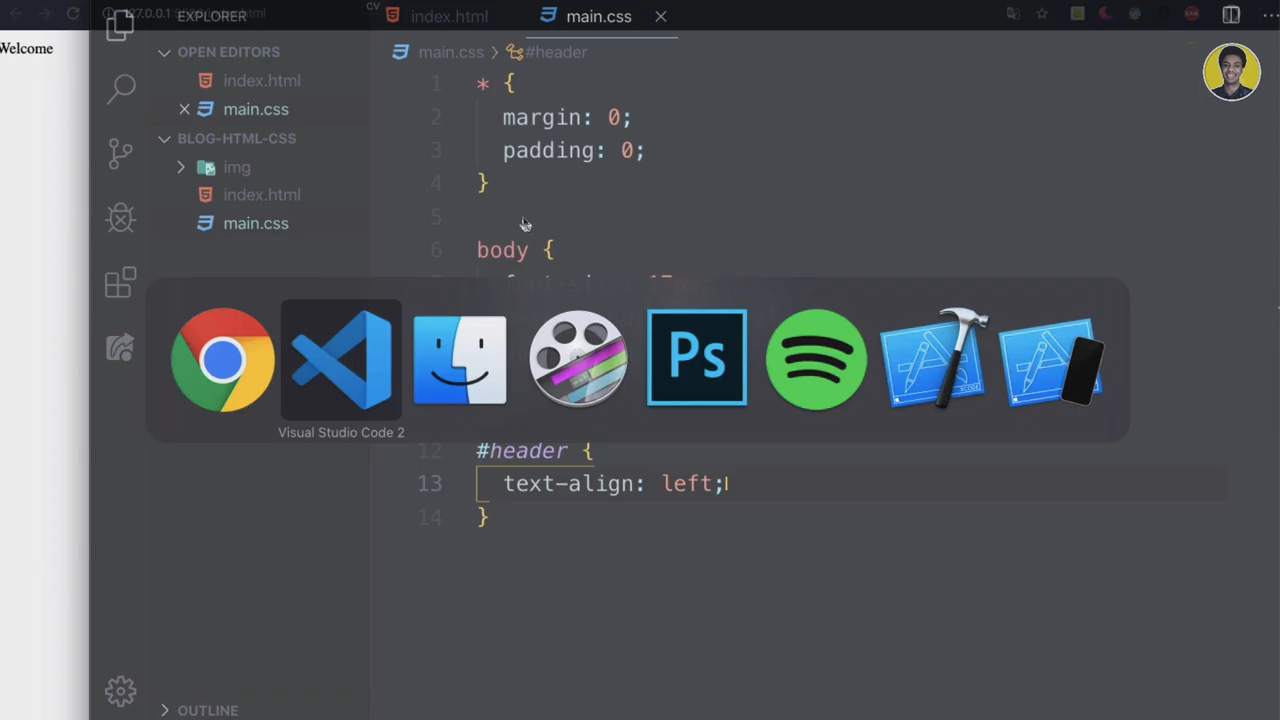 Welcome
EXPLORER
OPEN EDITORS
index.html
main.css
BLOG-HTML-CSS
img
index.html
main.css
OUTLINE
CV
index.html
main.css
main.css
#header
1 * {
2 margin: 0;
3 padding: 0;
4 }
5
6 body {
Ps
Visual Studio Code 2
12 #header {
13 text-align: left;
14 }